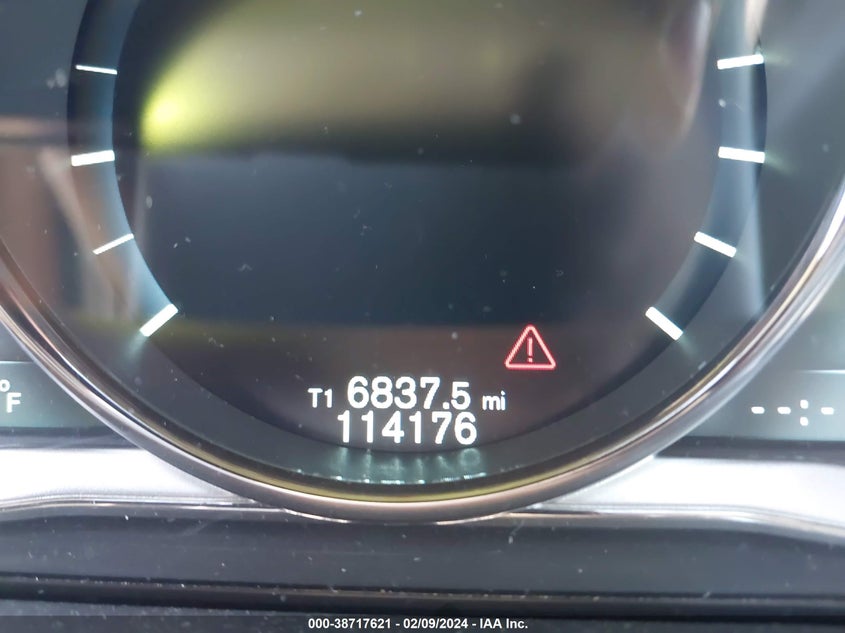 T1 6837.5 mi
114176
°F
--:-
000-38717621 - 02/09/2024 - IAA Inc.